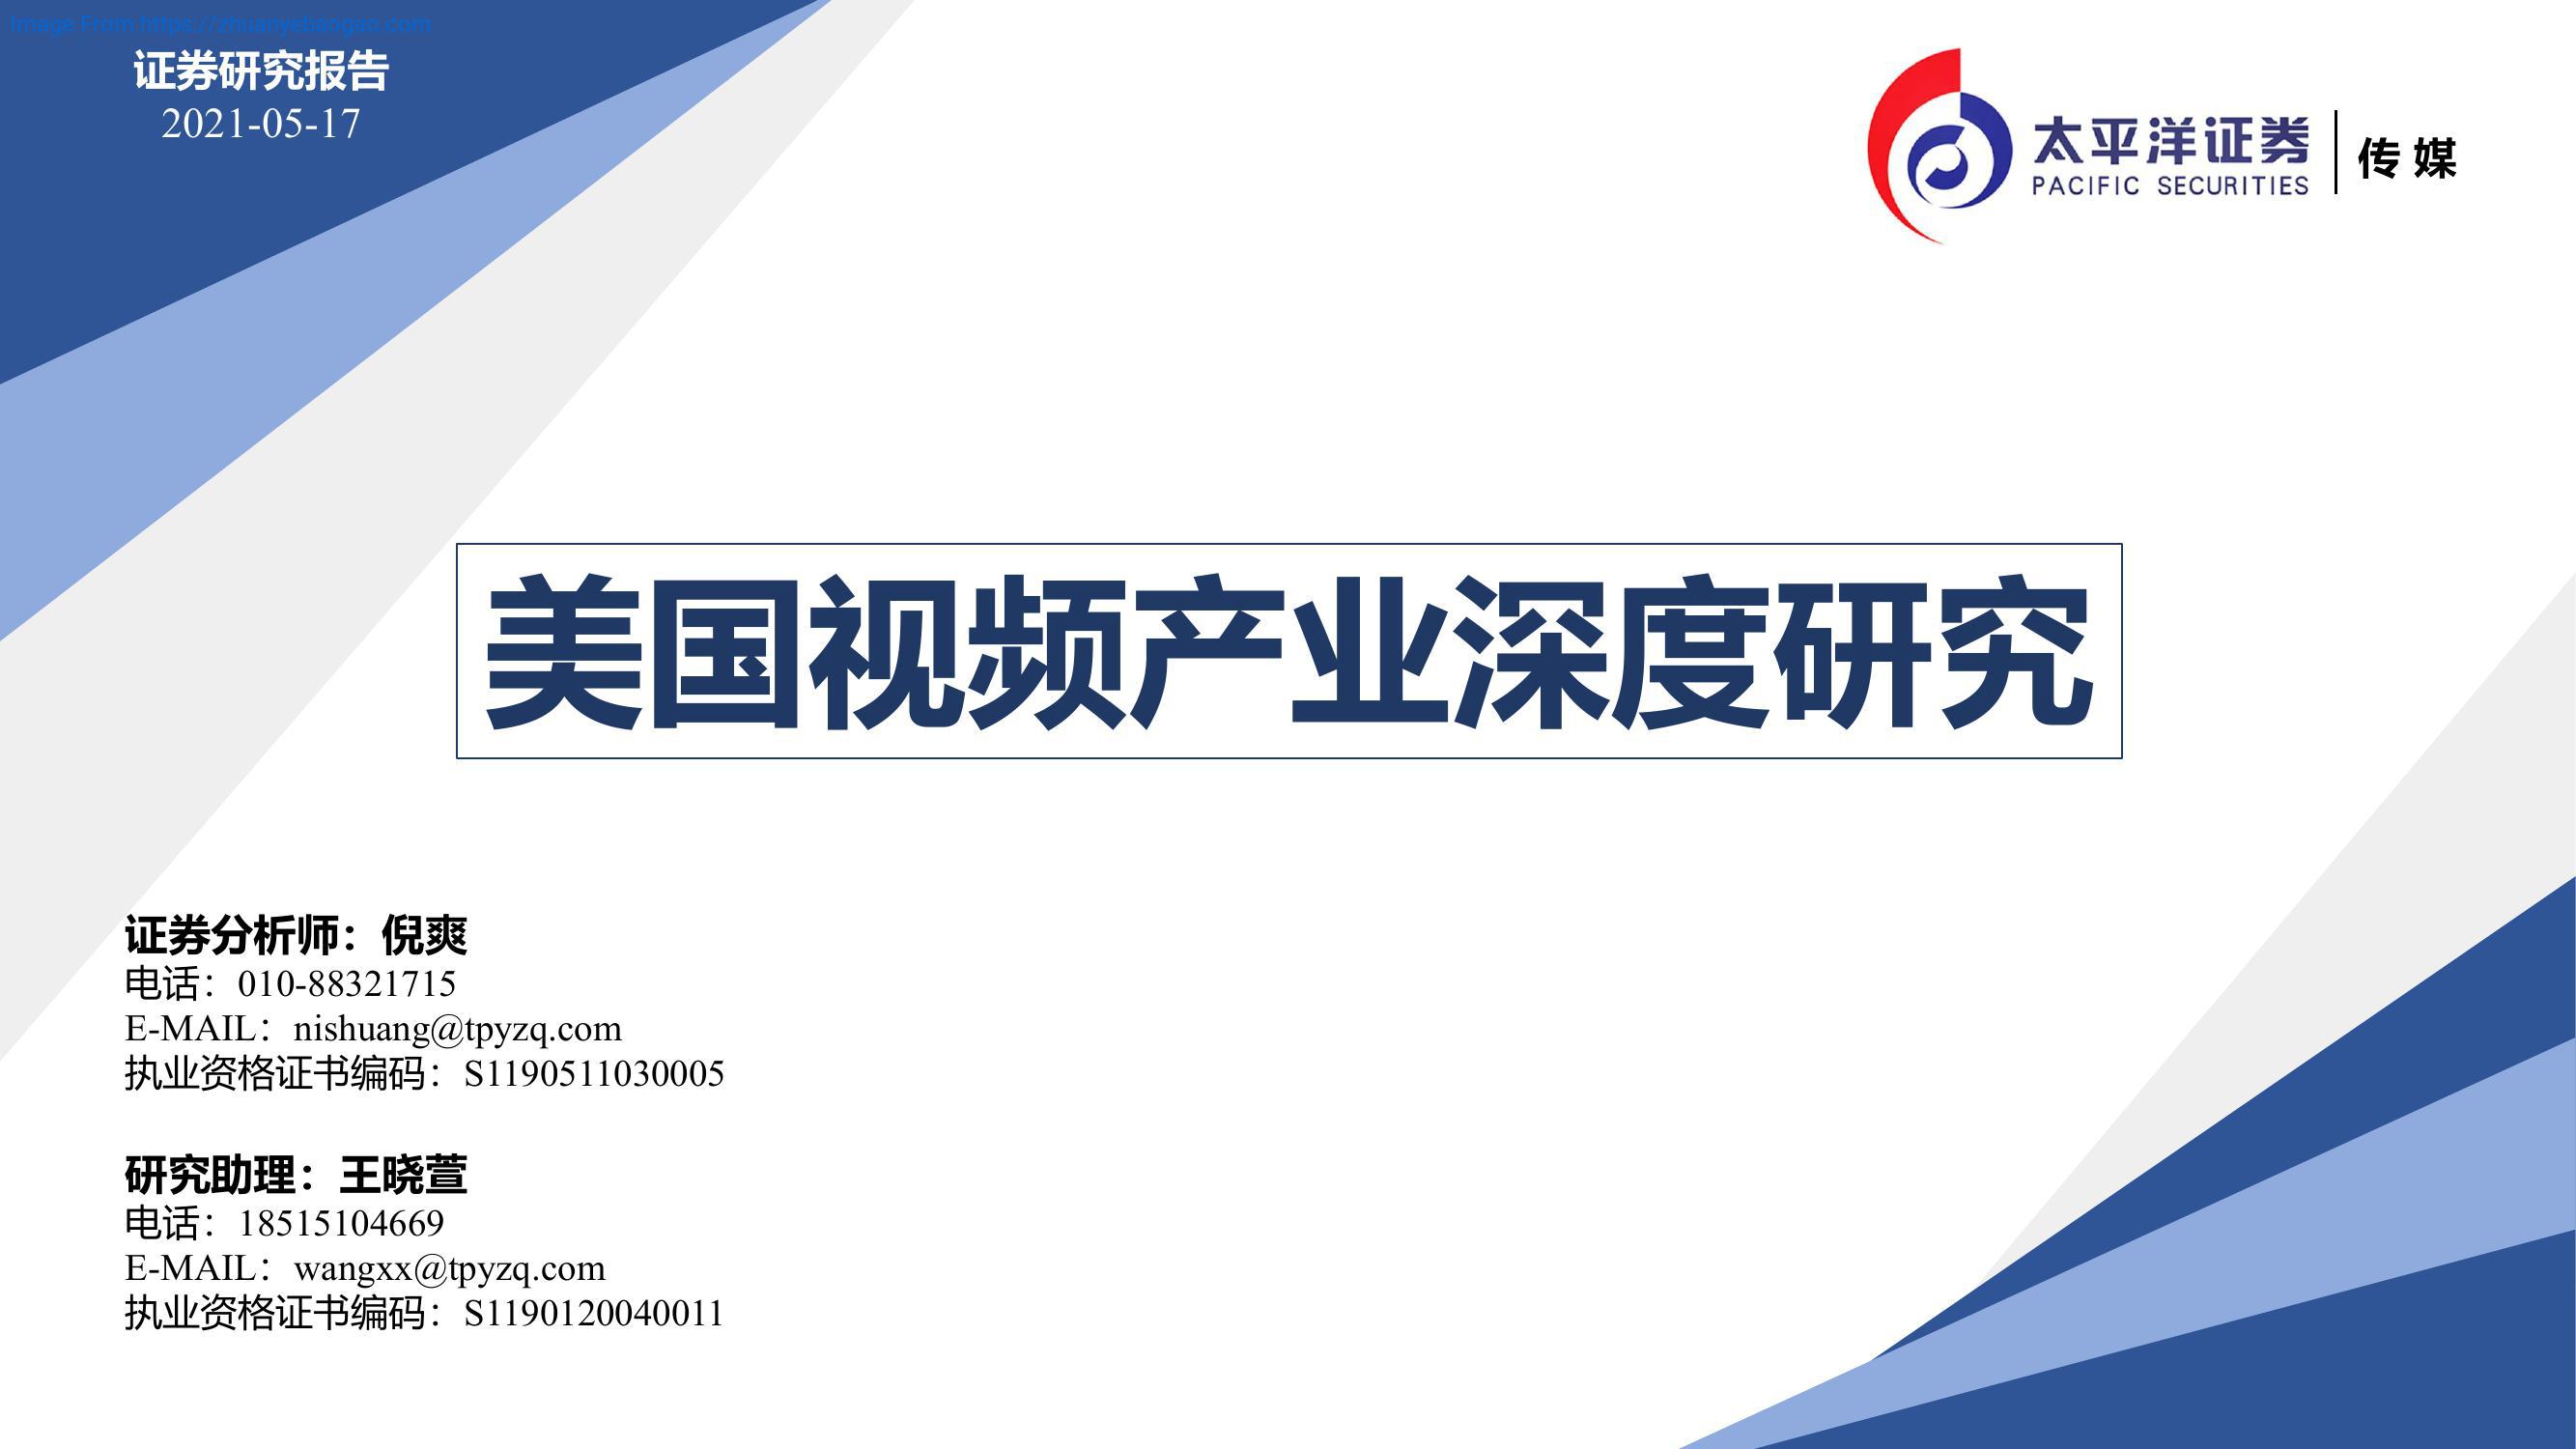 Image From:https://zhuanyebaogao.com
证券研究报告
2021-05-17
太平洋证券
PACIFIC SECURITIES
传媒
美国视频产业深度研究
证券分析师：倪爽
电话：010-88321715
E-MAIL：nishuang@tpyzq.com
执业资格证书编码：S1190511030005
研究助理：王晓萱
电话：18515104669
E-MAIL：wangxx@tpyzq.com
执业资格证书编码：S1190120040011